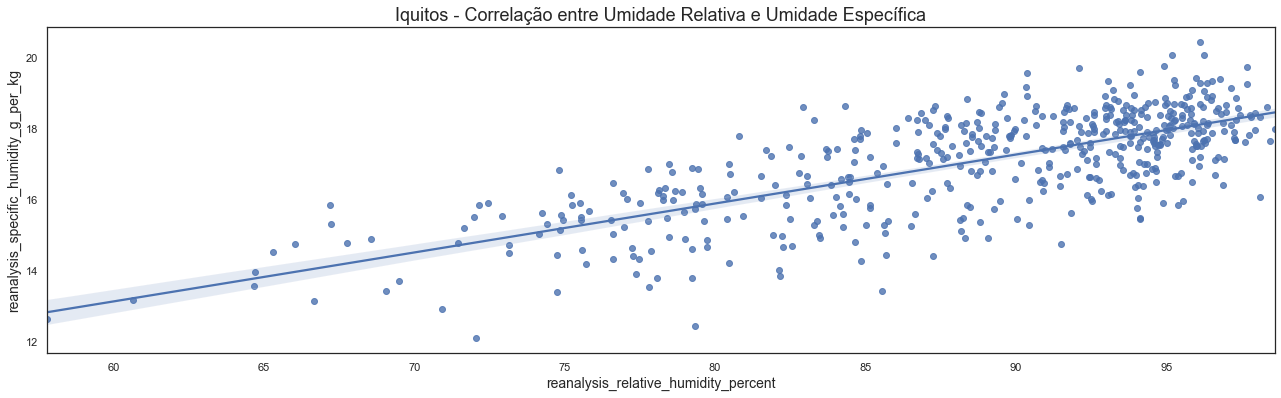 Iquitos - Correlação entre Umidade Relativa e Umidade Específica
reanalysis_specific_humidity_g_per_kg
20
18
16
14
12
60 65 70 75 80 85 90 95
reanalysis_relative_humidity_percent